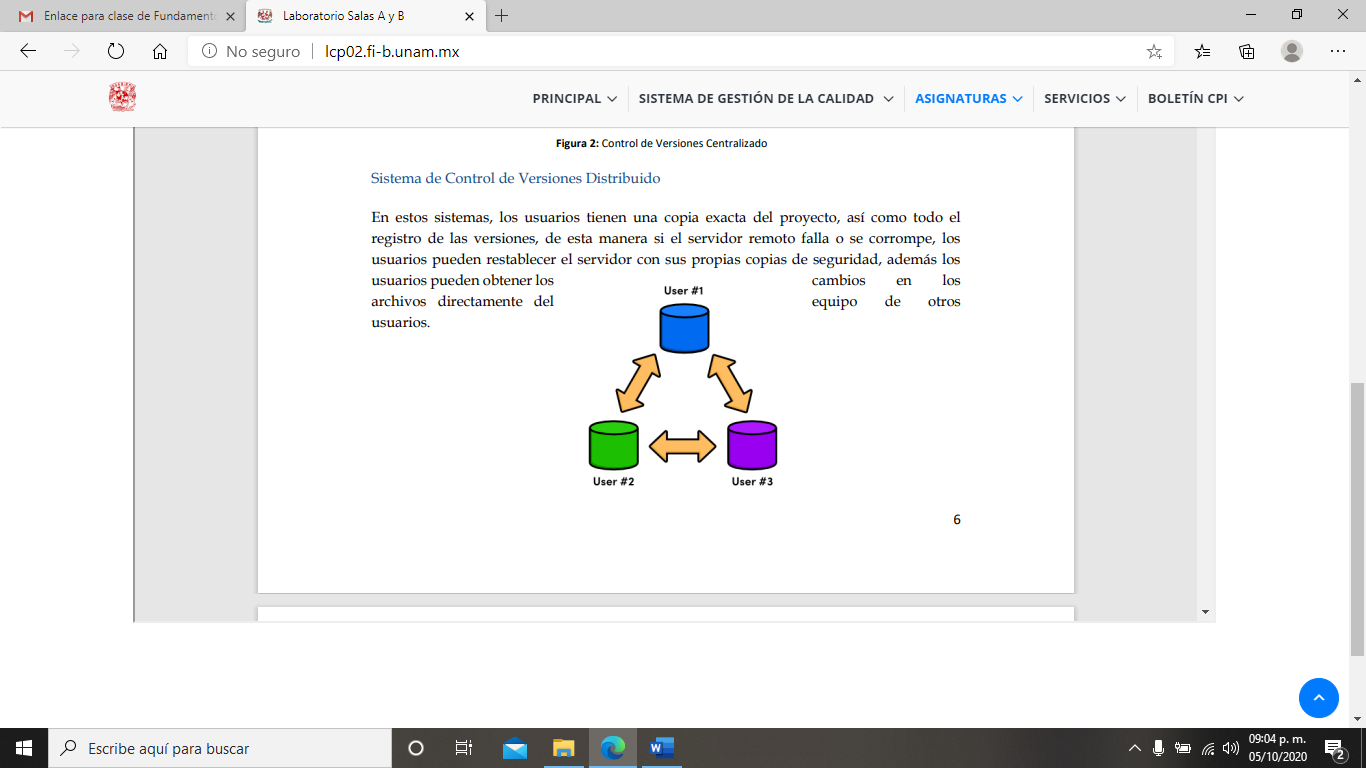 Enlace para clase de Fundament
Laboratorio Salas A y B
No seguro
lcp02.fi-b.unam.mx
PRINCIPAL
SISTEMA DE GESTIÓN DE LA CALIDAD
ASIGNATURAS
SERVICIOS
BOLETÍN CPI
Figura 2: Control de Versiones Centralizado
Sistema de Control de Versiones Distribuido
En estos sistemas, los usuarios tienen una copia exacta del proyecto, así como todo el
registro de las versiones, de esta manera si el servidor remoto falla o se corrompe, los
usuarios pueden restablecer el servidor con sus propias copias de seguridad, además los
usuarios pueden obtener los cambios en los
archivos directamente del equipo de otros
usuarios.
User #1
User #2
User #3
6
Escribe aquí para buscar
09:04 p. m.
05/10/2020
2